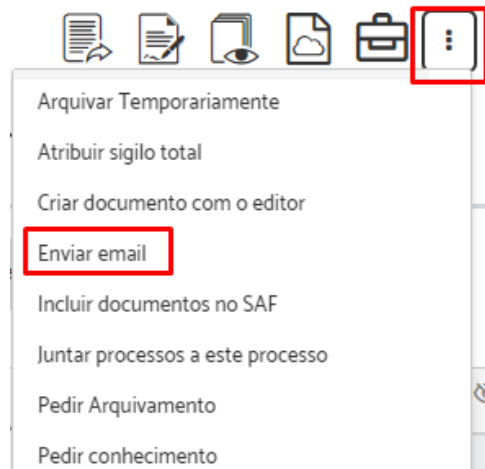 Arquivar Temporariamente
Atribuir sigilo total
Criar documento com o editor
Enviar email
Incluir documentos no SAF
Juntar processos a este processo
Pedir Arquivamento
Pedir conhecimento